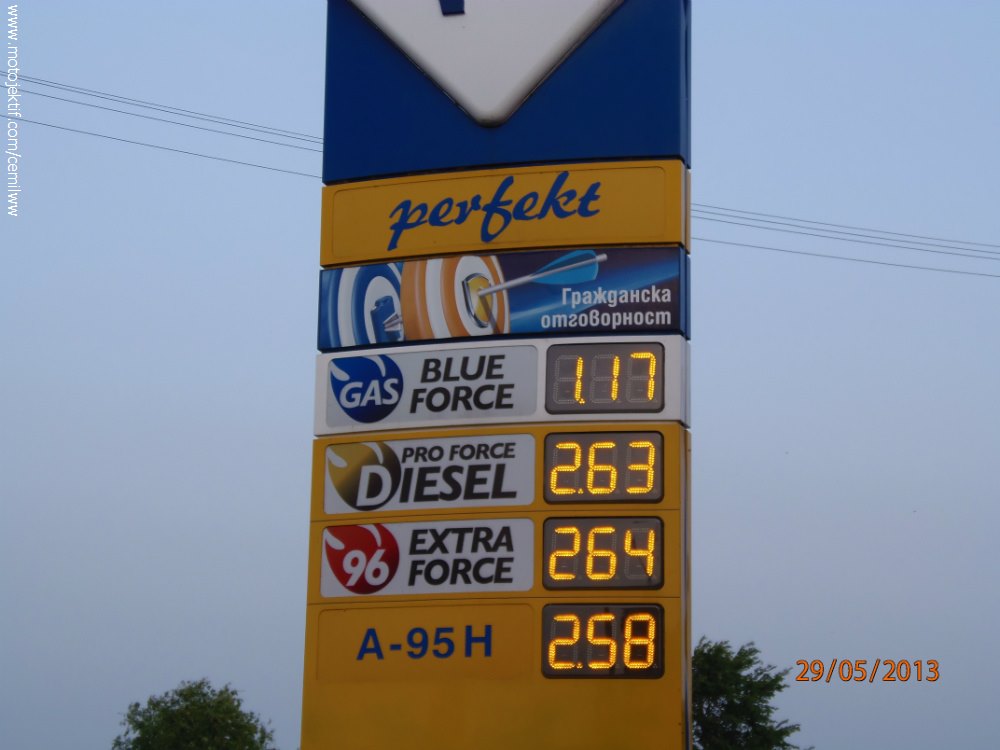 www.motojektif.com/cemilww
perfekt
Гражданска
отговорност
GAS
BLUE
FORCE
1.17
PRO FORCE
DIESEL
2.63
96
EXTRA
FORCE
2.64
A-95H
2.58
29/05/2013